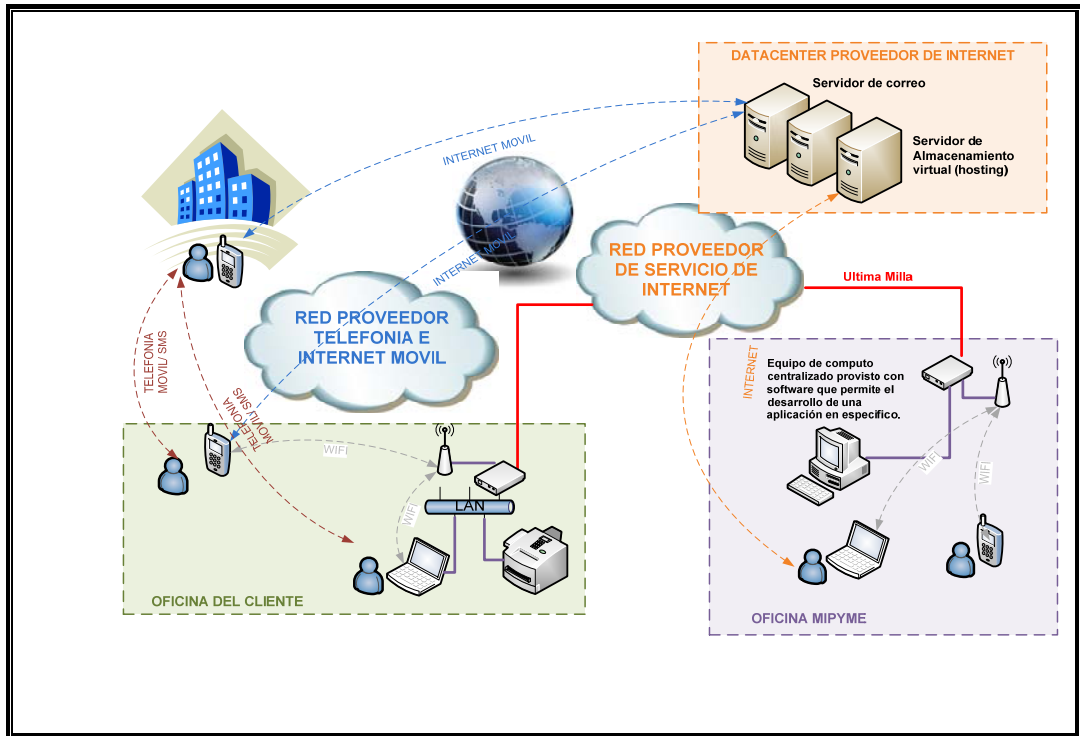 DATACENTER PROVEEDOR DE INTERNET
Servidor de correo
Servidor de
Almacenamiento
virtual (hosting)
INTERNET MOVIL
INTERNET MOVIL
RED PROVEEDOR
DE SERVICIO DE
INTERNET
Ultima Milla
RED PROVEEDOR
TELEFONIA E
INTERNET MOVIL
TELEFONIA
MOVIL/ SMS
TELEFONIA
MOVIL/ SMS
INTERNET
Equipo de computo
centralizado provisto con
software que permite el
desarrollo de una
aplicación en específico.
WIFI
WIFI
LAN
WIFI
WIFI
OFICINA DEL CLIENTE
OFICINA MIPYME